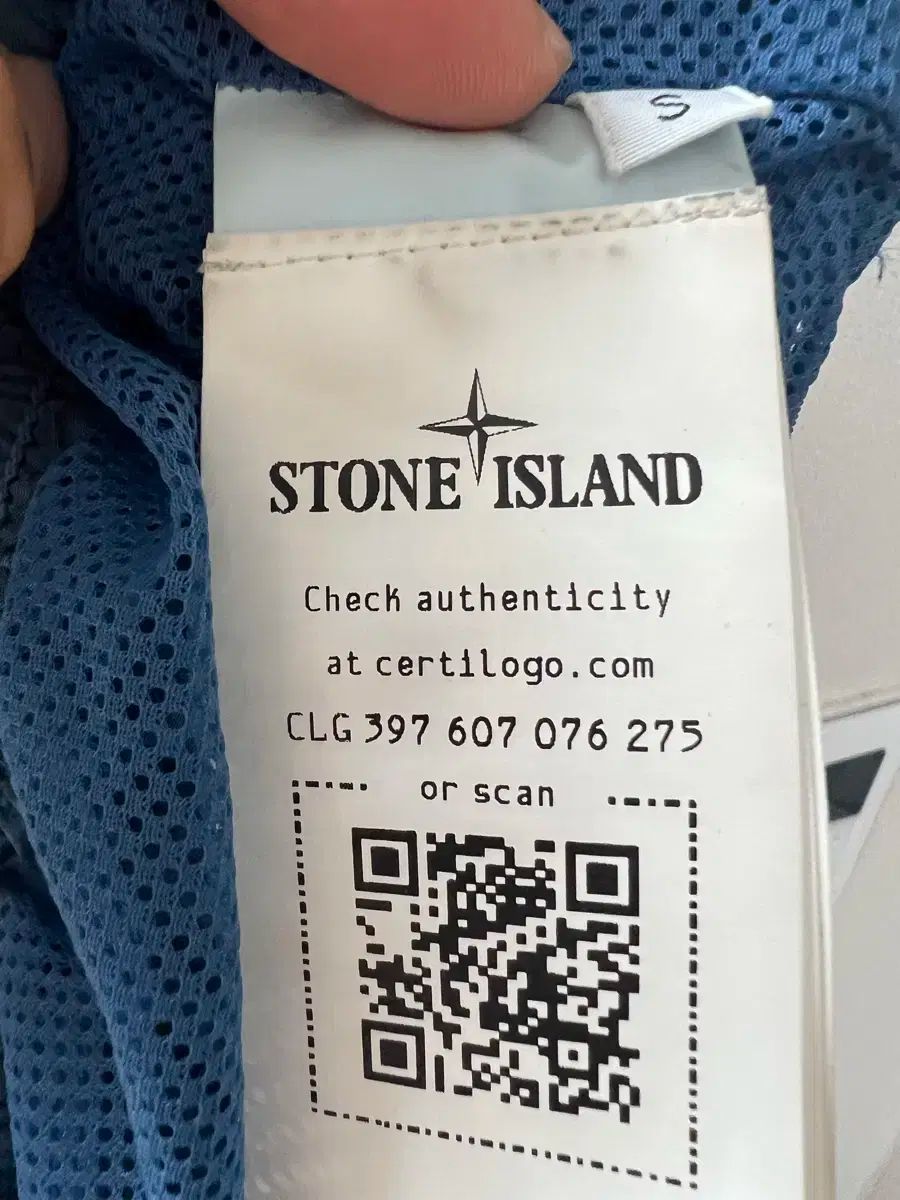 S
STONE ISLAND
Check authenticity
at certilogo.com
CLG 397 607 076 275
or scan